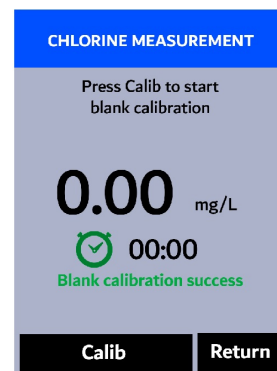 CHLORINE MEASUREMENT
Press Calib to start
blank calibration
0.00 mg/L
00:00
Blank calibration success
Calib Return